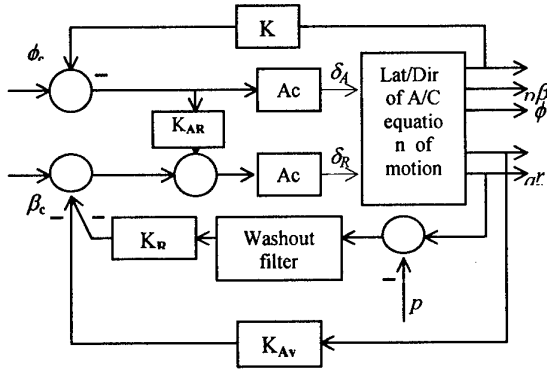 K
ϕc
Ac
δA
Lat/Dir
of A/C
equatio
n of
motion
β
ϕ
KAR
Ac
δR
βc
KR
Washout
filter
p
KAv